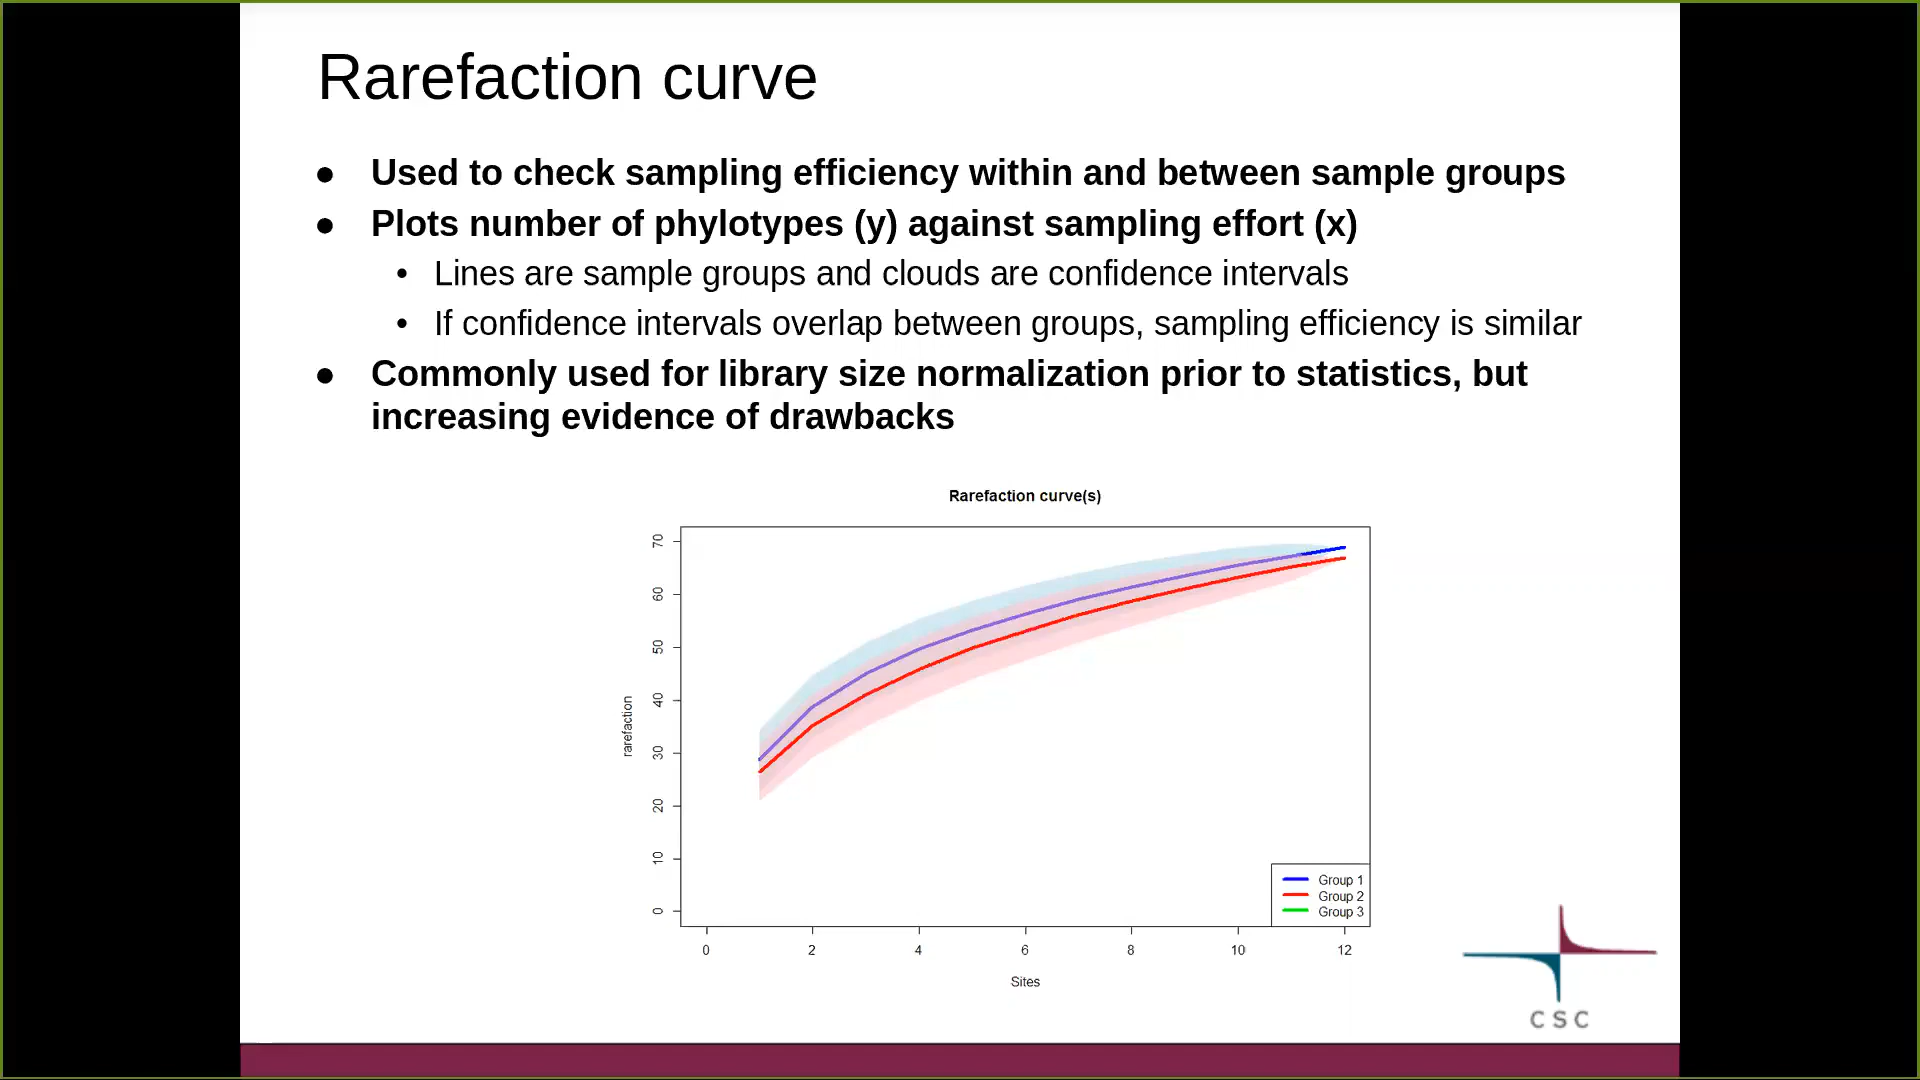 Rarefaction curve
● Used to check sampling efficiency within and between sample groups
● Plots number of phylotypes (y) against sampling effort (x)
• Lines are sample groups and clouds are confidence intervals
• If confidence intervals overlap between groups, sampling efficiency is similar
● Commonly used for library size normalization prior to statistics, but
increasing evidence of drawbacks
Rarefaction curve(s)
70
60
50
40
30
20
10
0
rarefaction
Group 1
Group 2
Group 3
0 2 4 6 8 10 12
Sites
CSC